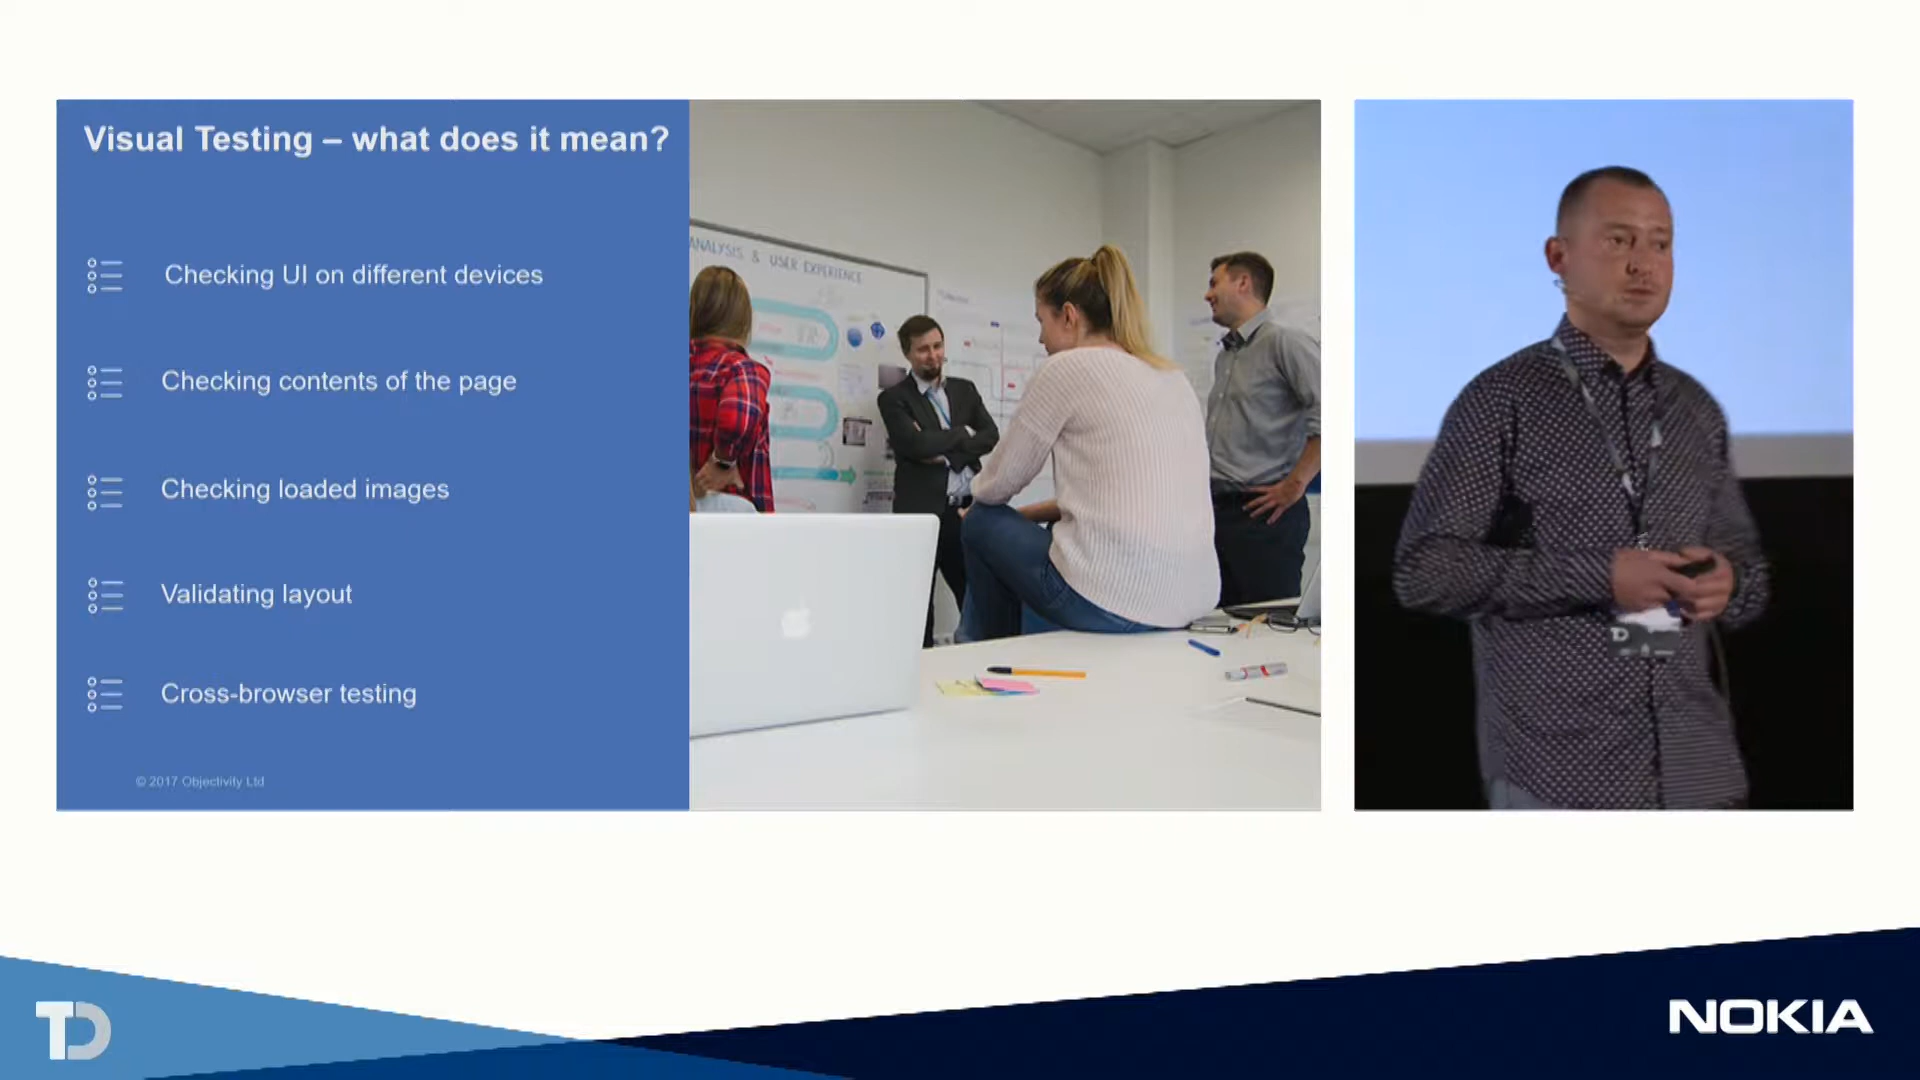 Visual Testing – what does it mean?
Checking UI on different devices
Checking contents of the page
Checking loaded images
Validating layout
Cross-browser testing
© 2017 Objectivity Ltd
ANALYSIS & USER EXPERIENCE
TD
TD
NOKIA